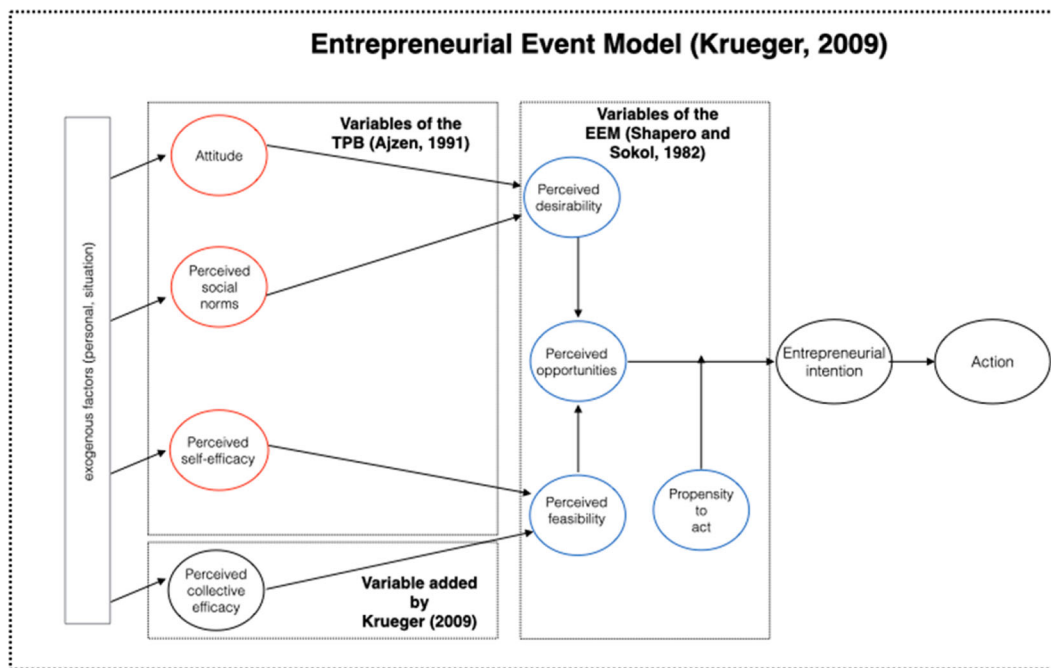 Entrepreneurial Event Model (Krueger, 2009)
exogenous factors (personal, situation)
Variables of the
TPB (Ajzen, 1991)
Attitude
Perceived
social
norms
Perceived
self-efficacy
Perceived
collective
efficacy
Variable added
by
Krueger (2009)
Variables of the
EEM (Shapero and
Sokol, 1982)
Perceived
desirability
Perceived
opportunities
Perceived
feasibility
Propensity
to
act
Entrepreneurial
intention
Action